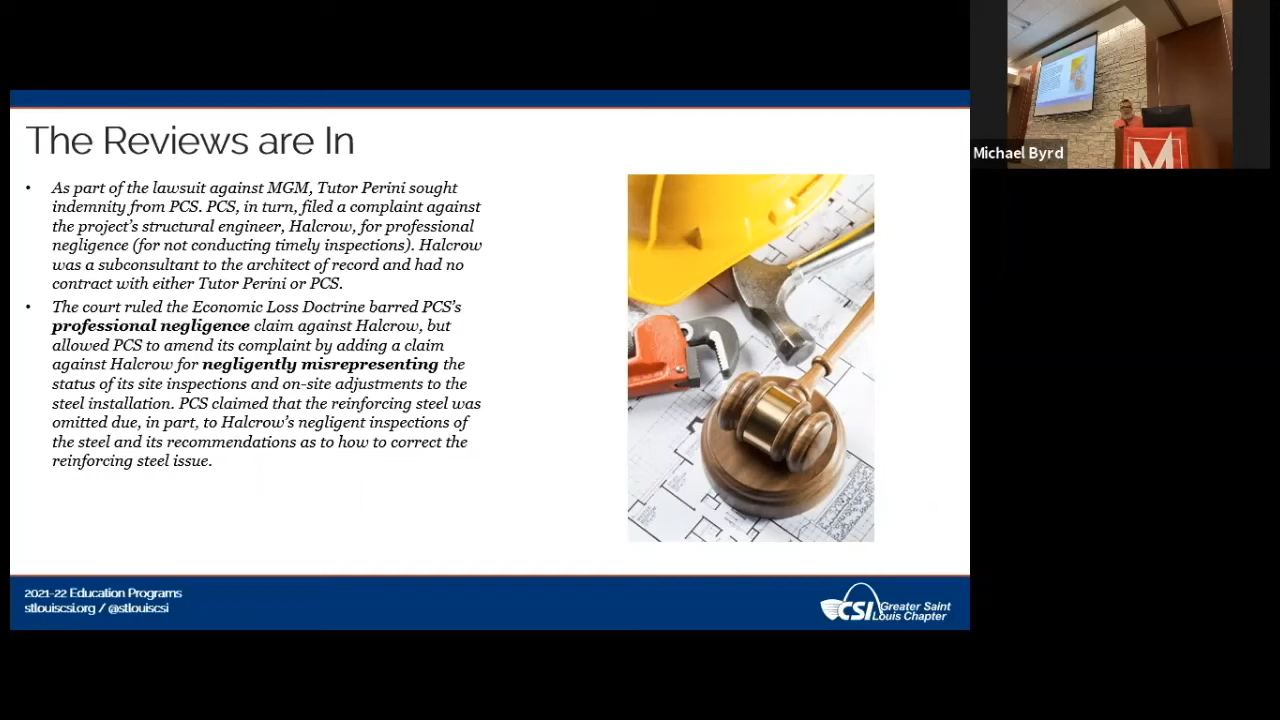 The Reviews are In
• As part of the lawsuit against MGM, Tutor Perini sought
indemnity from PCS. PCS, in turn, filed a complaint against
the project's structural engineer, Halcrow, for professional
negligence (for not conducting timely inspections). Halcrow
was a subconsultant to the architect of record and had no
contract with either Tutor Perini or PCS.
• The court ruled the Economic Loss Doctrine barred PCS's
professional negligence claim against Halcrow, but
allowed PCS to amend its complaint by adding a claim
against Halcrow for negligently misrepresenting the
status of its site inspections and on-site adjustments to the
steel installation. PCS claimed that the reinforcing steel was
omitted due, in part, to Halcrow's negligent inspections of
the steel and its recommendations as to how to correct the
reinforcing steel issue.
2021-22 Education Programs
stlouiscsi.org / @stlouiscsi
CSI Greater Saint
Louis Chapter
Michael Byrd
M